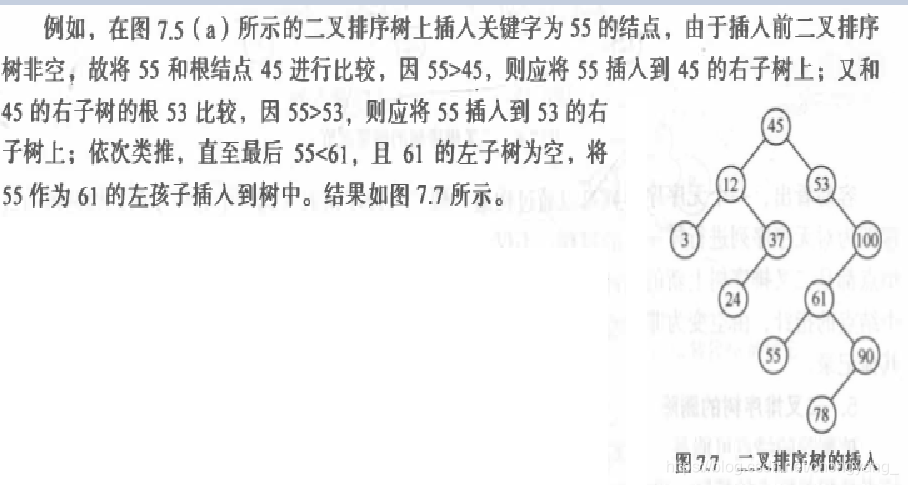 例如，在图 7.5（a）所示的二叉排序树上插入关键字为 55 的结点，由于插入前二叉排序
树非空，故将 55 和根结点 45 进行比较，因 55>45，则应将 55 插入到 45 的右子树上；又和
45 的右子树的根 53 比较，因 55>53，则应将 55 插入到 53 的右
子树上；依次类推，直至最后 55<61，且 61 的左子树为空，将
55 作为 61 的左孩子插入到树中。结果如图 7.7 所示。
45
12 53
3 37 100
24 61
55 90
78
图 7.7 二叉排序树的插入